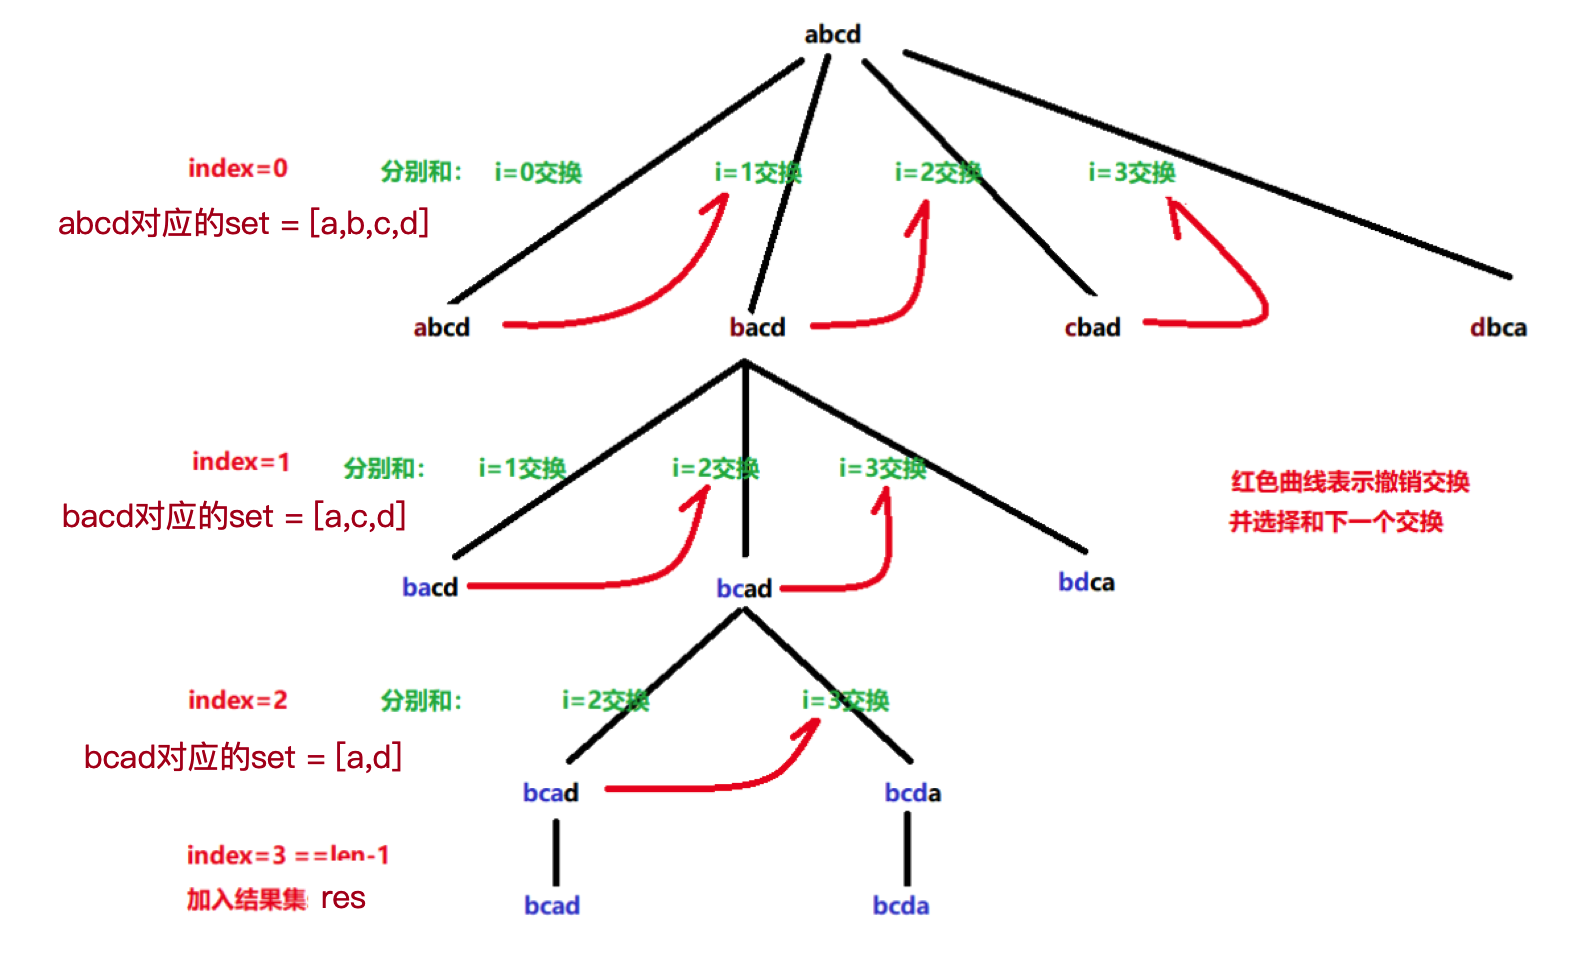 abcd
index=0 分别和: i=0交换 i=1交换 i=2交换 i=3交换
abcd对应的set = [a,b,c,d]
abcd bacd cbad dbca
index=1 分别和: i=1交换 i=2交换 i=3交换
红色曲线表示撤销交换
bacd对应的set = [a,c,d]
并选择和下一个交换
bacd bcad bdca
index=2 分别和: i=2交换 i=3交换
bcad对应的set = [a,d]
bcad bcda
index=3 ==len-1
加入结果集 res
bcad bcda